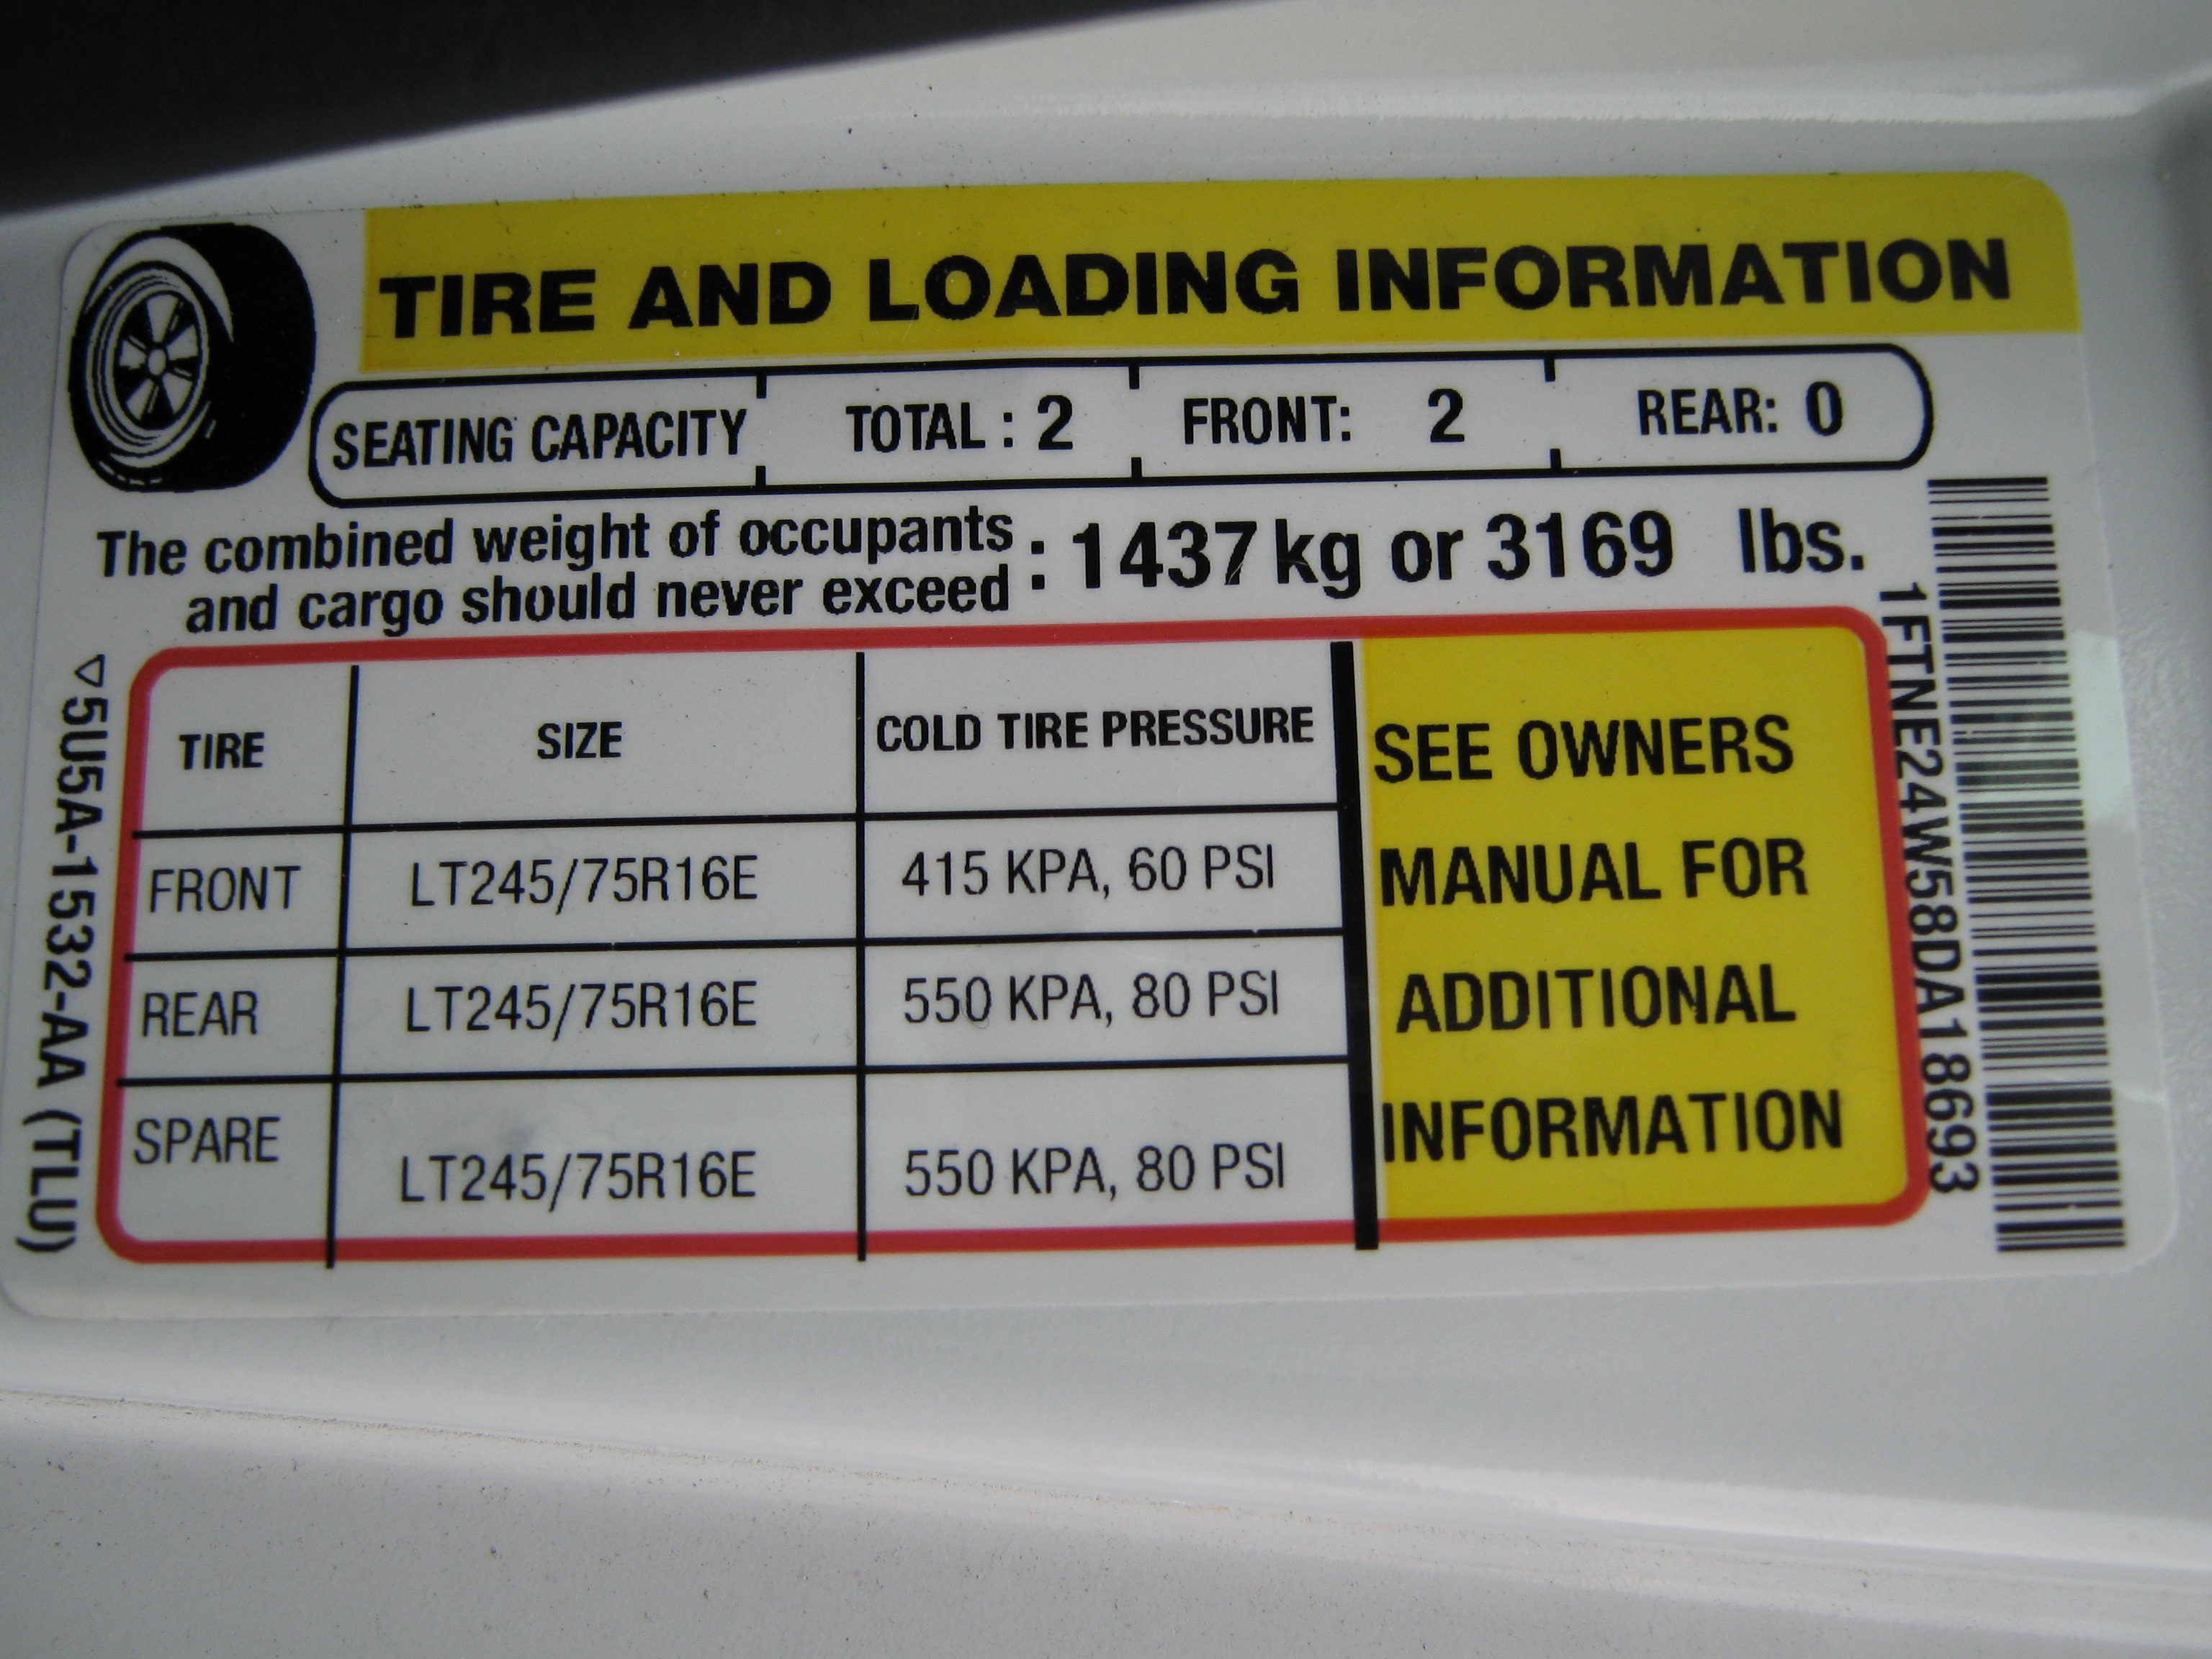 TIRE AND LOADING INFORMATION
SEATING CAPACITY TOTAL : 2 FRONT: 2 REAR: 0
The combined weight of occupants
and cargo should never exceed : 1437 kg or 3169 lbs.
TIRE SIZE COLD TIRE PRESSURE
FRONT LT245/75R16E 415 KPA, 60 PSI
REAR LT245/75R16E 550 KPA, 80 PSI
SPARE LT245/75R16E 550 KPA, 80 PSI
SEE OWNERS
MANUAL FOR
ADDITIONAL
INFORMATION
5U5A-1532-AA (TLU)
1FTNE24W58DA18693